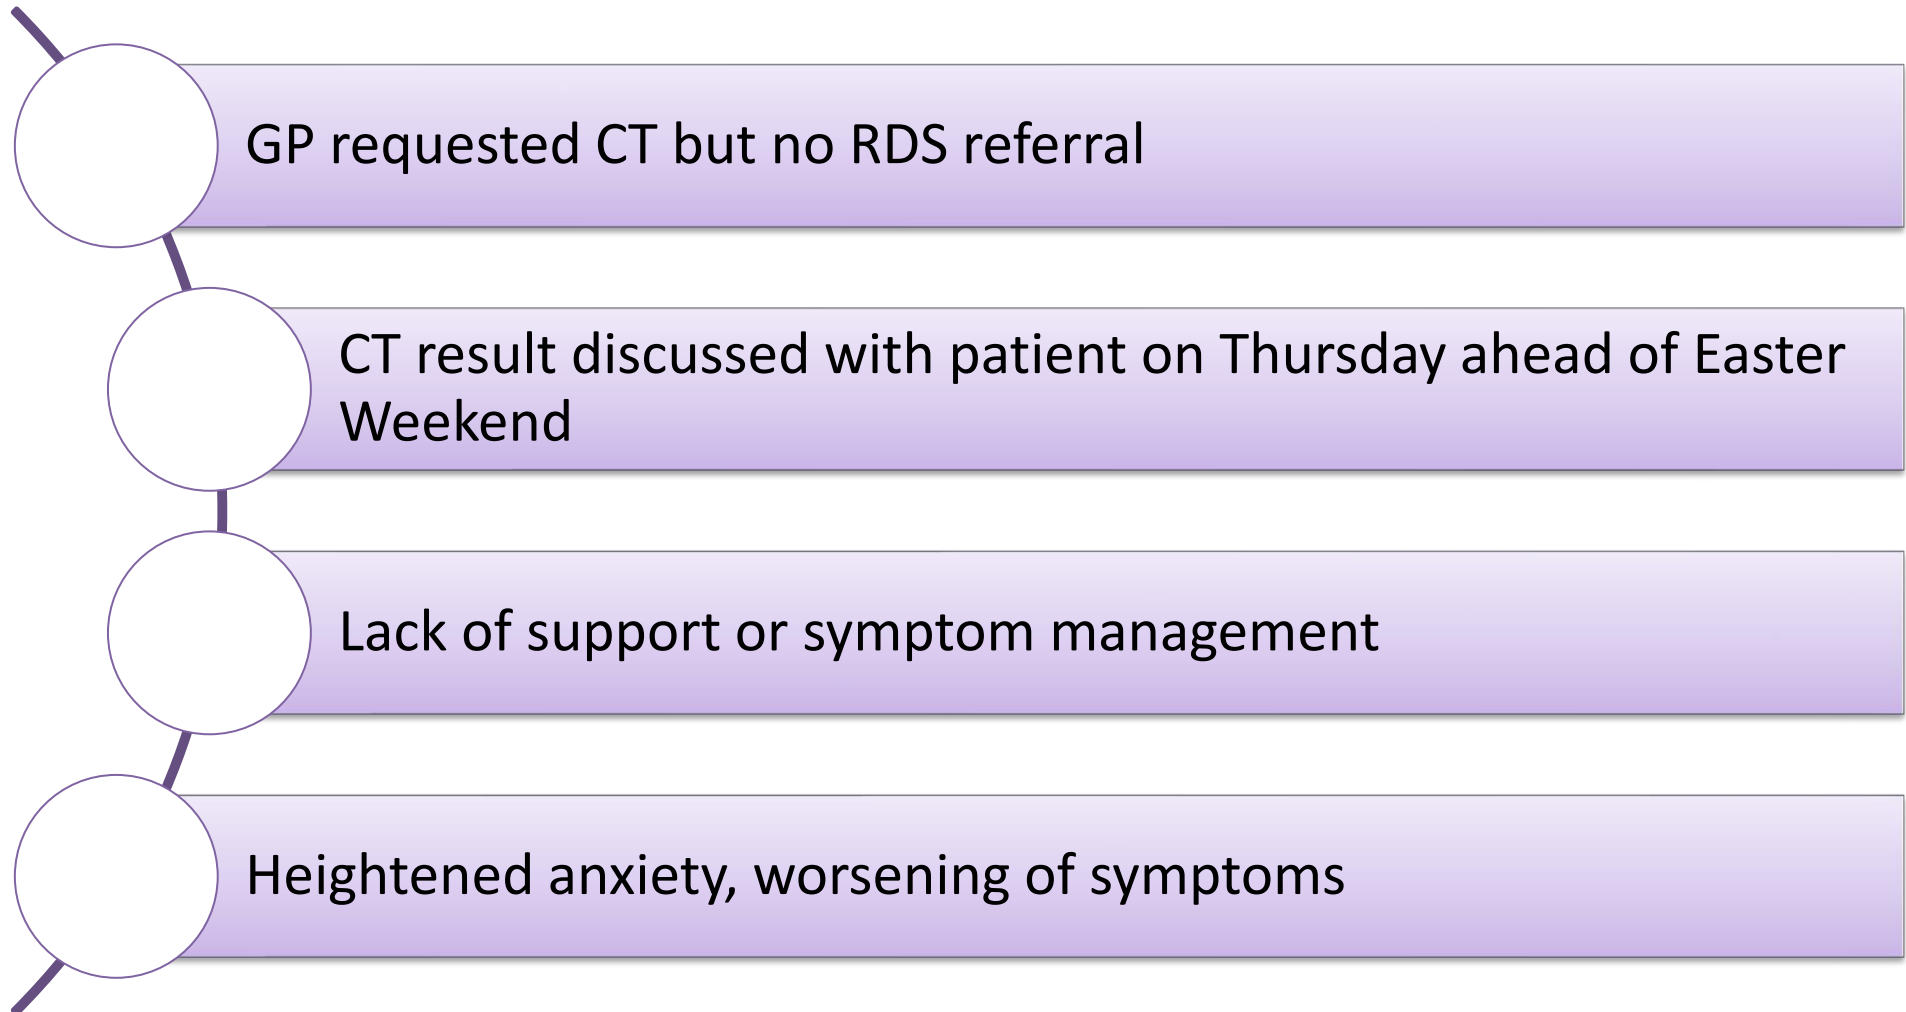 GP requested CT but no RDS referral
CT result discussed with patient on Thursday ahead of Easter
Weekend
Lack of support or symptom management
Heightened anxiety, worsening of symptoms